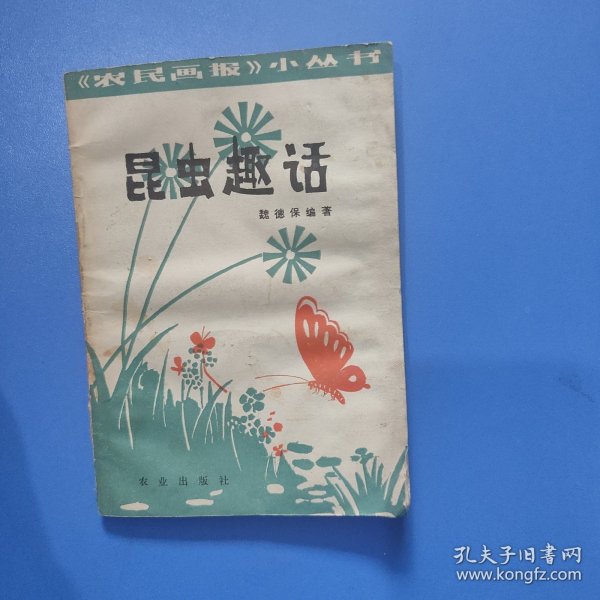 《农民画报》小丛书
昆虫趣话
魏德保编著
农业出版社
孔夫子旧书网
www.kongfz.com